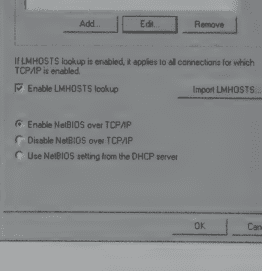 Add... Edit... Remove
If LMHOSTS lookup is enabled, it applies to all connections for which
TCP/IP is enabled.
Enable LMHOSTS lookup Import LMHOSTS...
Enable NetBIOS over TCP/IP
Disable NetBIOS over TCP/IP
Use NetBIOS setting from the DHCP server
OK Can